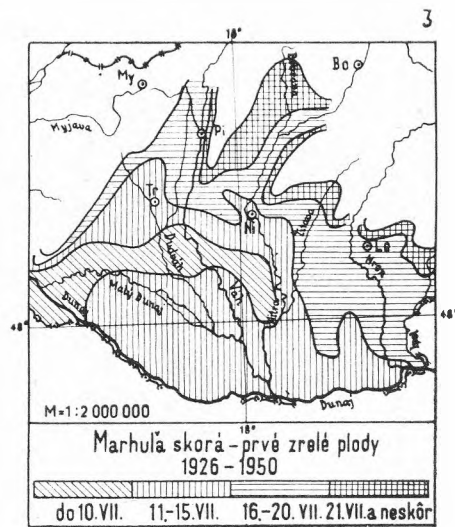 3
18°
My
Bo
Bebrava
Myjava
Pi
Tr
Ni
Žitava
Le
Hron
Dudváh
Váh
Nitra
Malý Dunaj
Dunaj
48°
48°
Dunaj
M=1:2 000 000
18°
Marhuľa skorá – prvé zrelé plody
1926 – 1950
do 10. VII. 11.-15. VII. 16.-20. VII. 21. VII. a neskôr